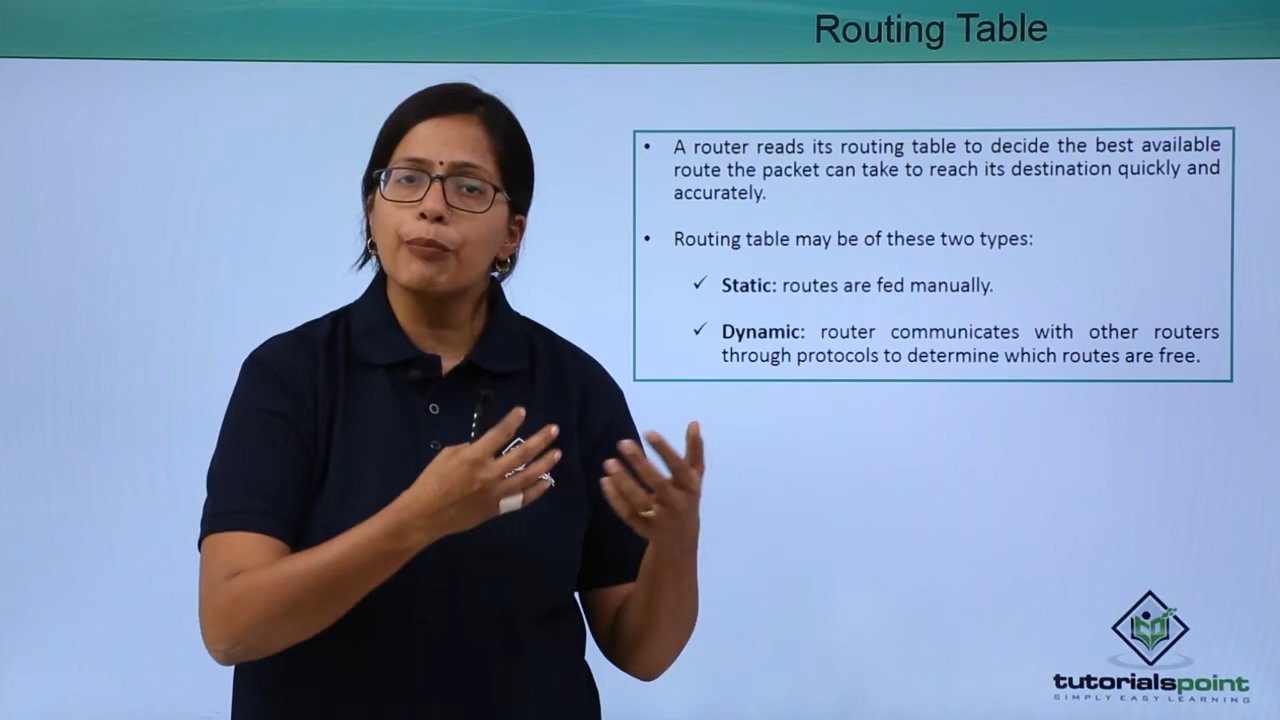 Routing Table
• A router reads its routing table to decide the best available
route the packet can take to reach its destination quickly and
accurately.
• Routing table may be of these two types:
✓ Static: routes are fed manually.
✓ Dynamic: router communicates with other routers
through protocols to determine which routes are free.
tutorialspoint
SIMPLY EASY LEARNING